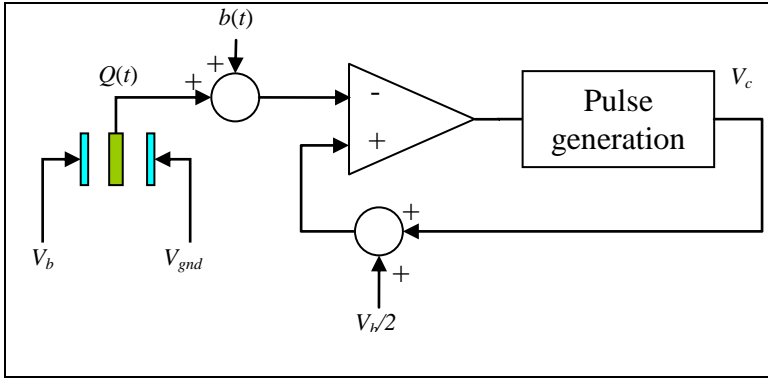 b(t)
+
Q(t)
+
V_c
-
Pulse
generation
+
+
V_b
V_gnd
+
V_b/2